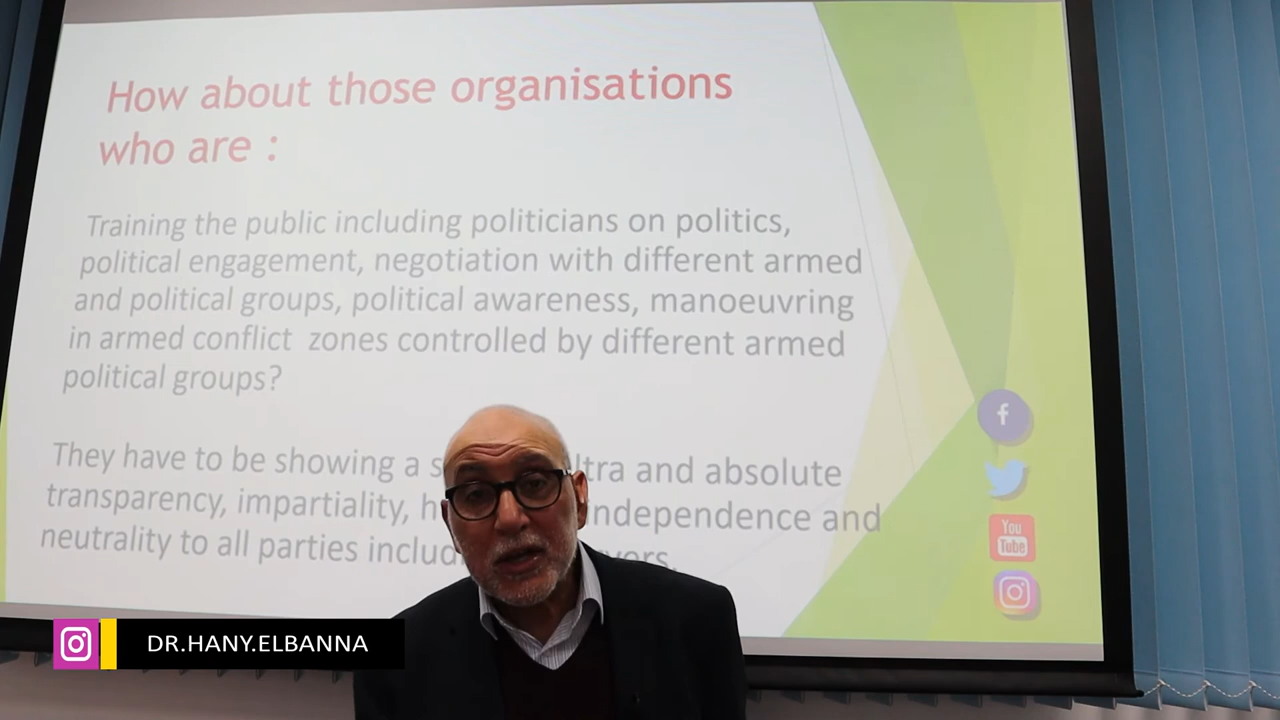 How about those organisations
who are :
Training the public including politicians on politics,
political engagement, negotiation with different armed
and political groups, political awareness, manoeuvring
in armed conflict zones controlled by different armed
political groups?
They have to be showing a ltra and absolute
transparency, impartiality, independence and
neutrality to all parties
f
You
Tube
DR.HANY.ELBANNA